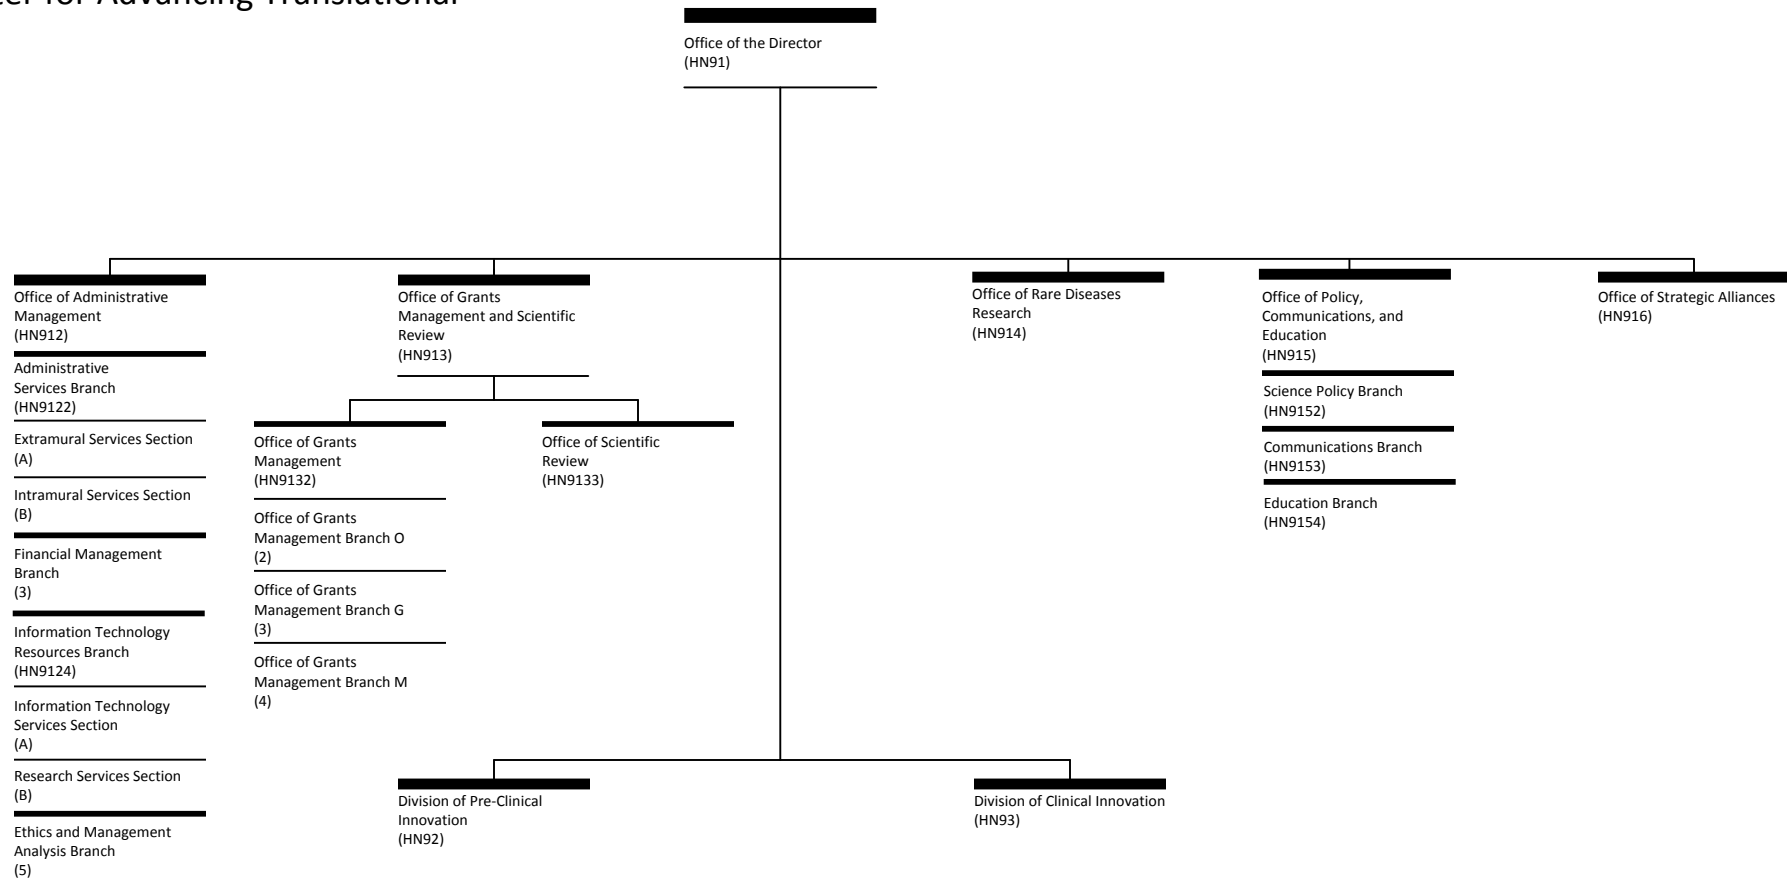 for Advancing Translational
Office of the Director
(HN91)
Office of Administrative
Management
(HN912)
Administrative
Services Branch
(HN9122)
Extramural Services Section
(A)
Intramural Services Section
(B)
Financial Management
Branch
(3)
Information Technology
Resources Branch
(HN9124)
Information Technology
Services Section
(A)
Research Services Section
(B)
Ethics and Management
Analysis Branch
(5)
Office of Grants
Management and Scientific
Review
(HN913)
Office of Grants
Management
(HN9132)
Office of Grants
Management Branch O
(2)
Office of Grants
Management Branch G
(3)
Office of Grants
Management Branch M
(4)
Office of Scientific
Review
(HN9133)
Office of Rare Diseases
Research
(HN914)
Office of Policy,
Communications, and
Education
(HN915)
Science Policy Branch
(HN9152)
Communications Branch
(HN9153)
Education Branch
(HN9154)
Office of Strategic Alliances
(HN916)
Division of Pre-Clinical
Innovation
(HN92)
Division of Clinical Innovation
(HN93)